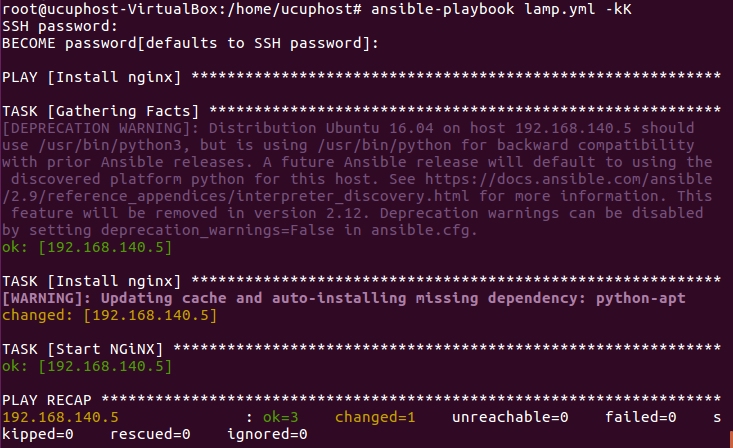 root@ucuphost-VirtualBox:/home/ucuphost# ansible-playbook lamp.yml -kK
SSH password:
BECOME password[defaults to SSH password]:
PLAY [Install nginx] ***********************************************************
TASK [Gathering Facts] *********************************************************
[DEPRECATION WARNING]: Distribution Ubuntu 16.04 on host 192.168.140.5 should
use /usr/bin/python3, but is using /usr/bin/python for backward compatibility
with prior Ansible releases. A future Ansible release will default to using the
 discovered platform python for this host. See https://docs.ansible.com/ansible
/2.9/reference_appendices/interpreter_discovery.html for more information. This
 feature will be removed in version 2.12. Deprecation warnings can be disabled
by setting deprecation_warnings=False in ansible.cfg.
ok: [192.168.140.5]
TASK [Install nginx] ***********************************************************
[WARNING]: Updating cache and auto-installing missing dependency: python-apt
changed: [192.168.140.5]
TASK [Start NGiNX] *************************************************************
ok: [192.168.140.5]
PLAY RECAP *********************************************************************
192.168.140.5              : ok=3    changed=1    unreachable=0    failed=0    s
kipped=0    rescued=0    ignored=0